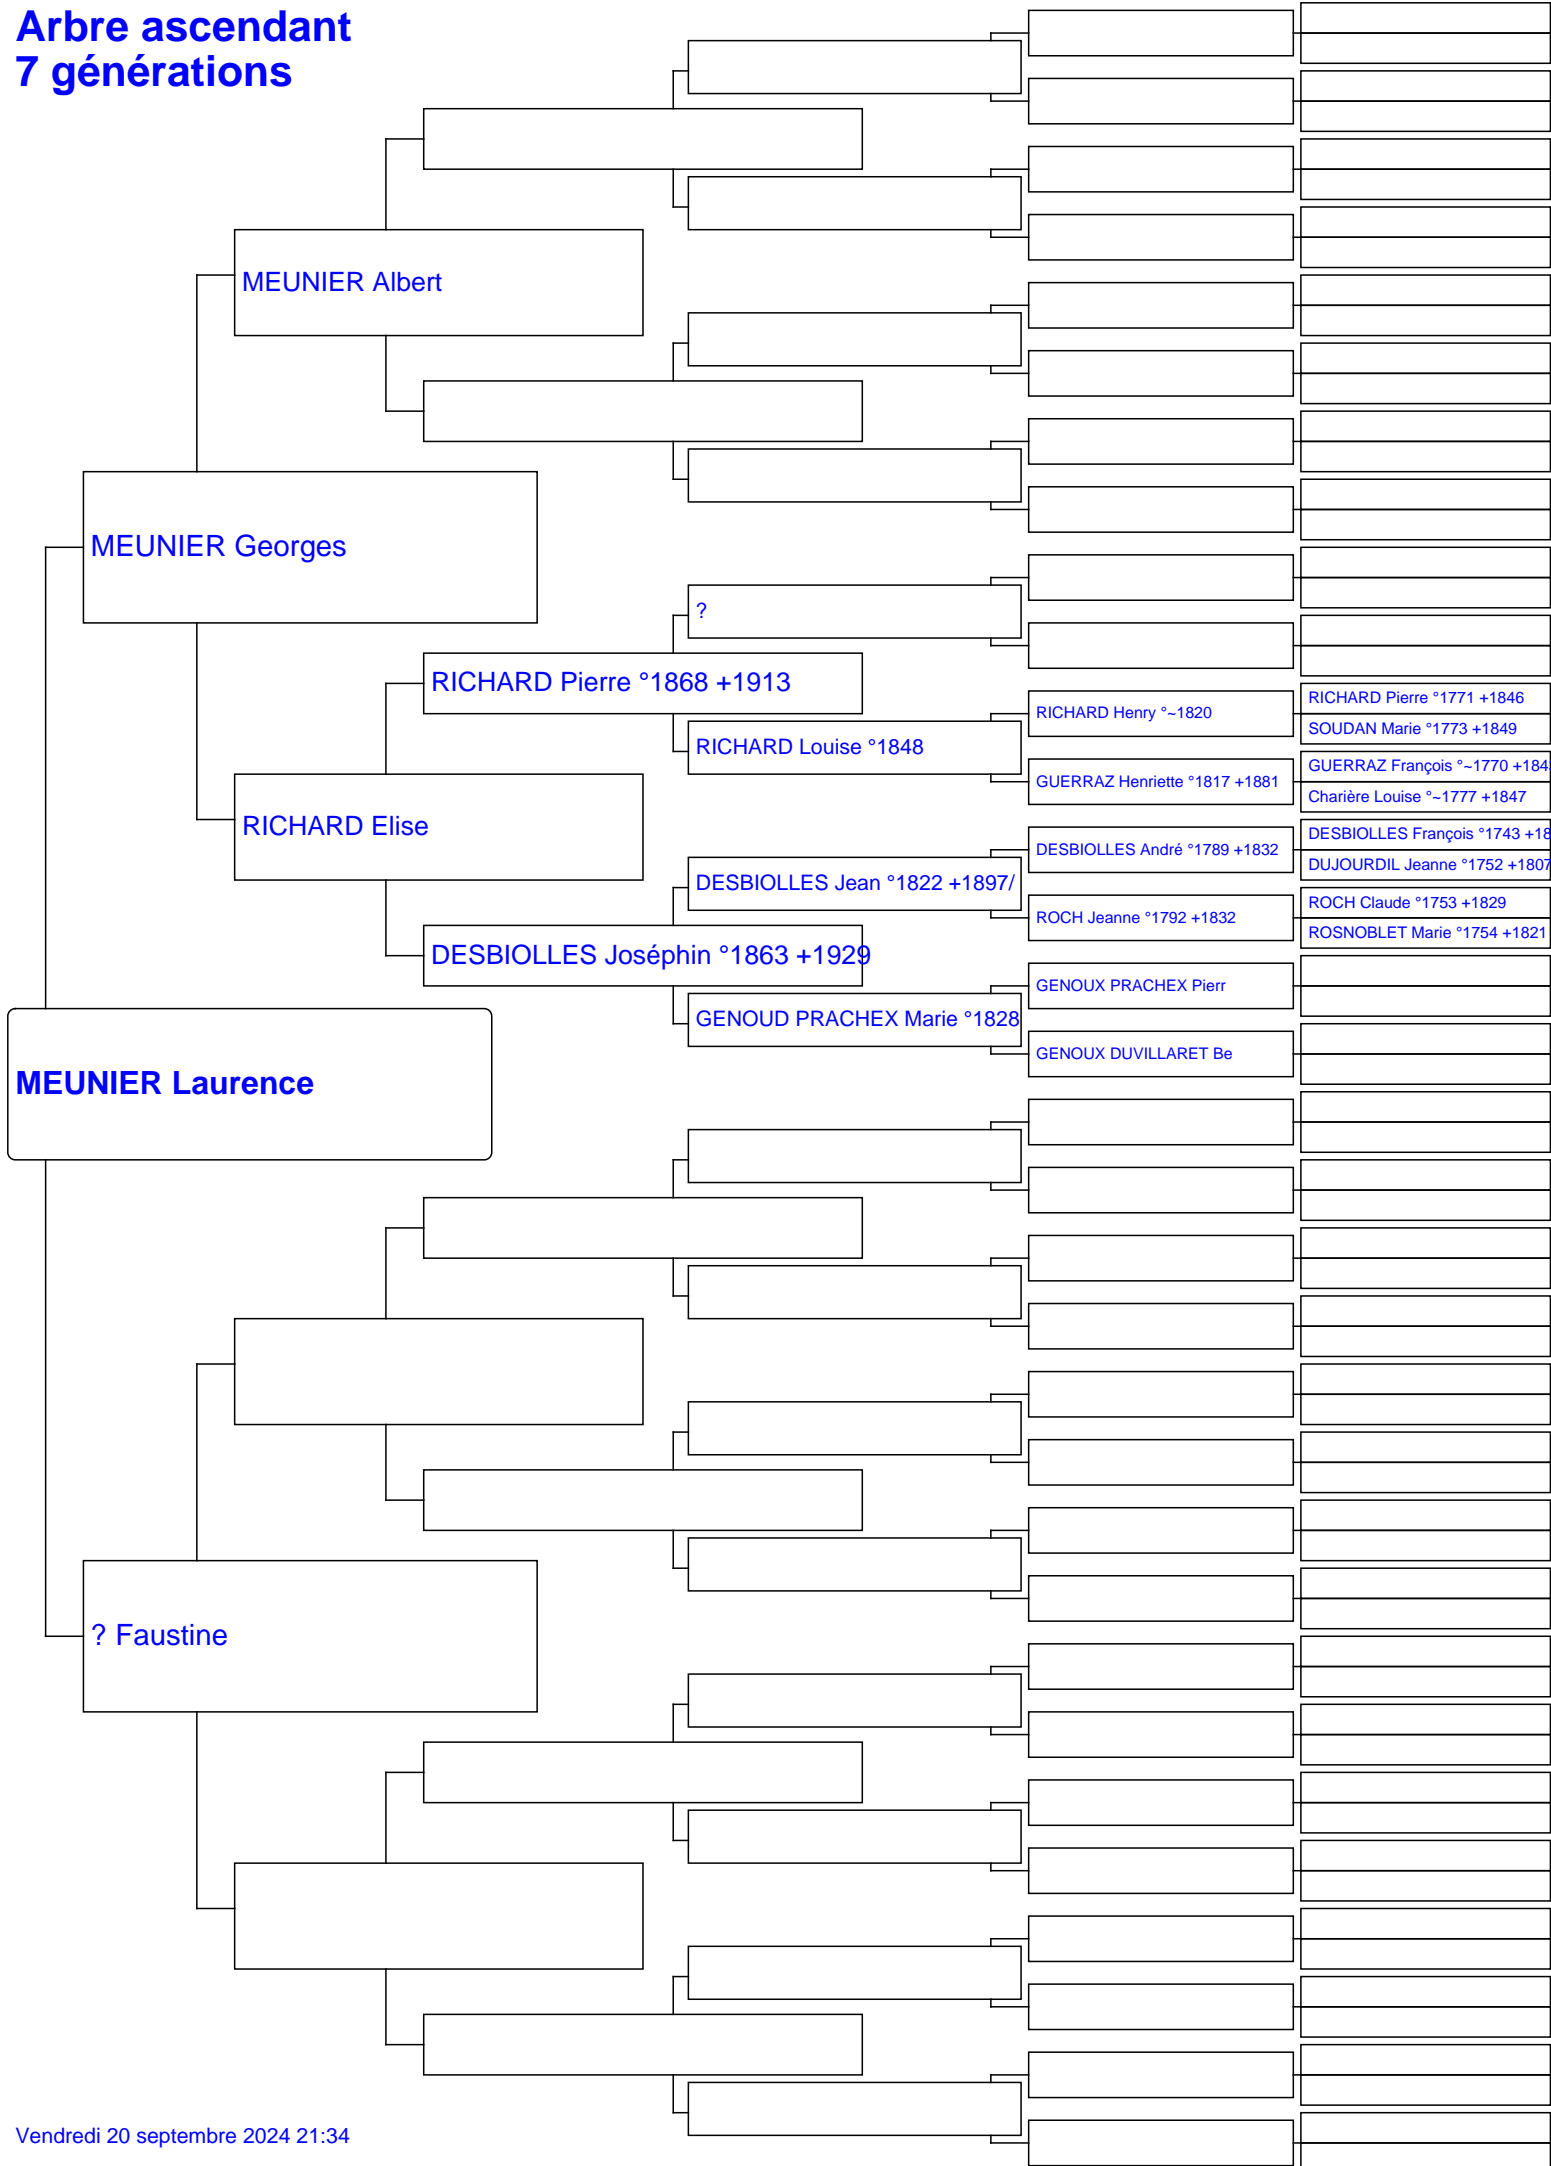 Arbre ascendant
7 générations
MEUNIER Albert
MEUNIER Georges
?
RICHARD Pierre °1868 +1913
RICHARD Pierre °1771 +1846
RICHARD Henry °~1820
SOUDAN Marie °1773 +1849
RICHARD Louise °1848
GUERRAZ François °~1770 +184
GUERRAZ Henriette °1817 +1881
Charière Louise °~1777 +1847
RICHARD Elise
DESBIOLLES François °1743 +18
DESBIOLLES André °1789 +1832
DUJOURDIL Jeanne °1752 +1807
DESBIOLLES Jean °1822 +1897/
ROCH Claude °1753 +1829
ROCH Jeanne °1792 +1832
ROSNOBLET Marie °1754 +1821
DESBIOLLES Joséphin °1863 +1929
GENOUX PRACHEX Pierr
GENOUD PRACHEX Marie °1828
GENOUX DUVILLARET Be
MEUNIER Laurence
? Faustine
Vendredi 20 septembre 2024 21:34